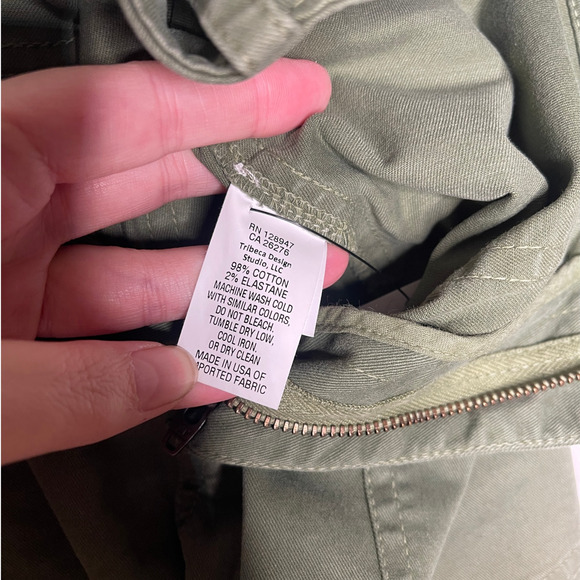 RN 128947
CA 26276
Tribeca Design
Studio, LLC
98% COTTON
2% ELASTANE
MACHINE WASH COLD
WITH SIMILAR COLORS.
DO NOT BLEACH.
TUMBLE DRY LOW.
COOL IRON.
OR DRY CLEAN
MADE IN USA OF
MPORTED FABRIC